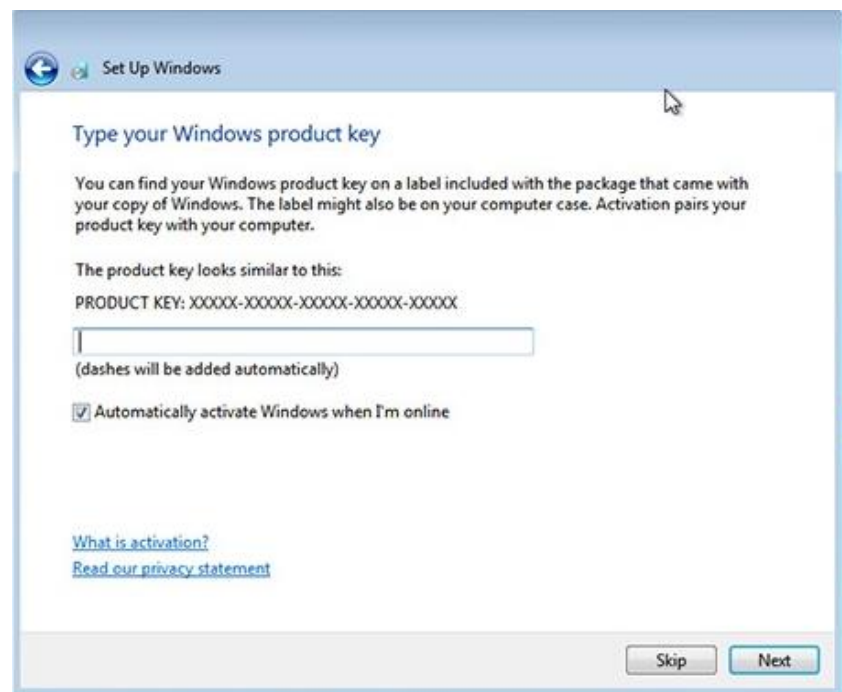 Set Up Windows
Type your Windows product key
You can find your Windows product key on a label included with the package that came with
your copy of Windows. The label might also be on your computer case. Activation pairs your
product key with your computer.
The product key looks similar to this:
PRODUCT KEY: XXXXX-XXXXX-XXXXX-XXXXX-XXXXX
(dashes will be added automatically)
Automatically activate Windows when I'm online
What is activation?
Read our privacy statement
Skip Next